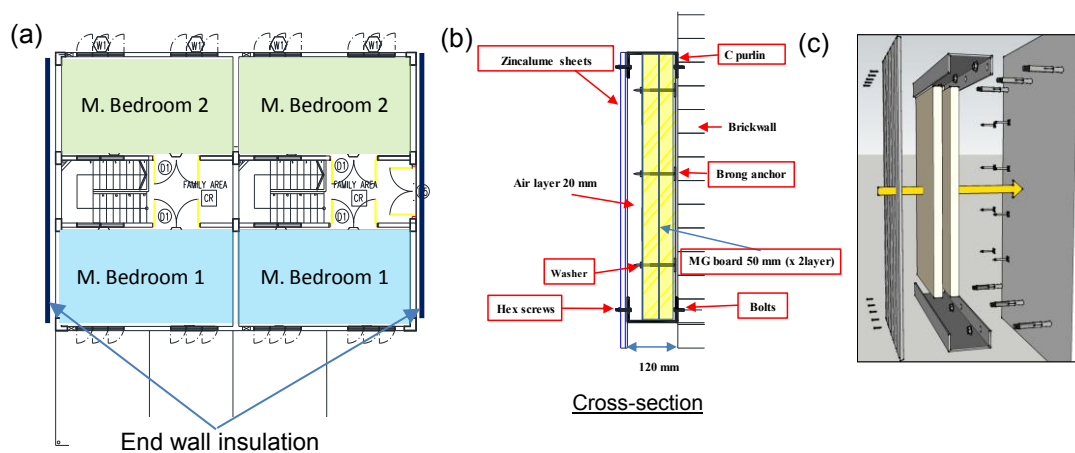 (a)
W1
W1
W1
W1
M. Bedroom 2
M. Bedroom 2
D1
D1
FAMILY AREA
FAMILY AREA
CR
CR
D1
D1
M. Bedroom 1
M. Bedroom 1
End wall insulation
(b)
Zincalume sheets
C purlin
Brickwall
Air layer 20 mm
Brong anchor
Washer
MG board 50 mm (x 2layer)
Hex screws
Bolts
120 mm
Cross-section
(c)